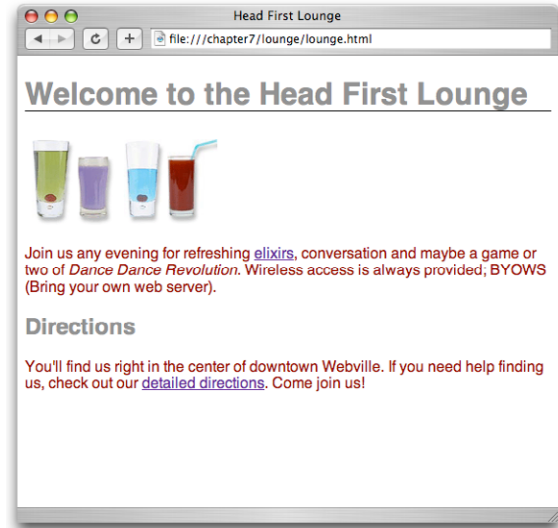 Head First Lounge
file:///chapter7/lounge/lounge.html
Welcome to the Head First Lounge
Join us any evening for refreshing elixirs, conversation and maybe a game or
two of Dance Dance Revolution. Wireless access is always provided; BYOWS
(Bring your own web server).
Directions
You'll find us right in the center of downtown Webville. If you need help finding
us, check out our detailed directions. Come join us!